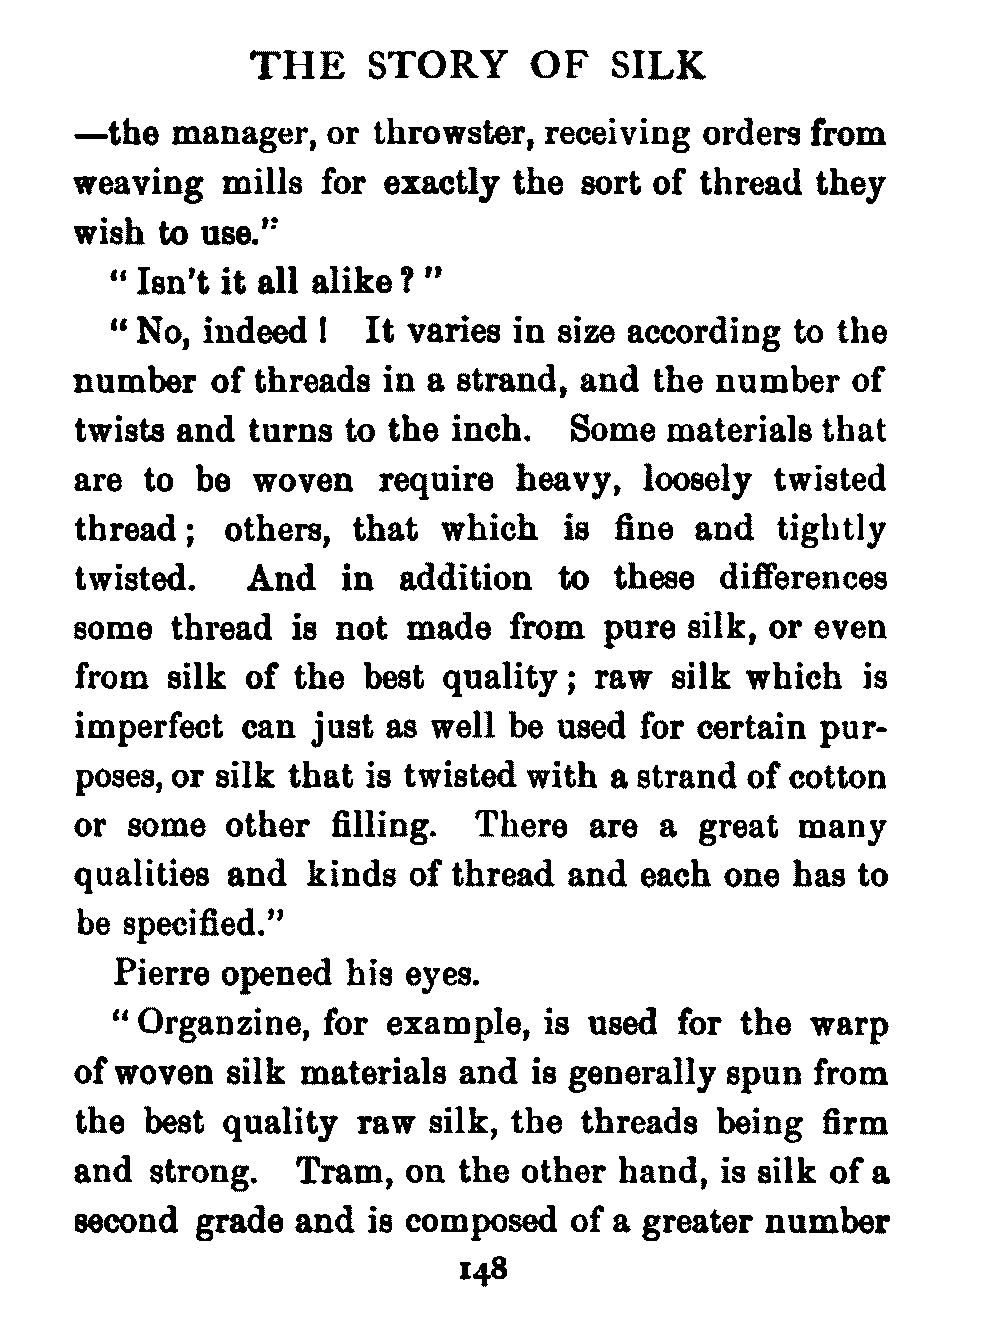 THE STORY OF SILK
—the manager, or throwster, receiving orders from
weaving mills for exactly the sort of thread they
wish to use."
“ Isn't it all alike ? ”
“ No, indeed ! It varies in size according to the
number of threads in a strand, and the number of
twists and turns to the inch. Some materials that
are to be woven require heavy, loosely twisted
thread ; others, that which is fine and tightly
twisted. And in addition to these differences
some thread is not made from pure silk, or even
from silk of the best quality ; raw silk which is
imperfect can just as well be used for certain pur-
poses, or silk that is twisted with a strand of cotton
or some other filling. There are a great many
qualities and kinds of thread and each one has to
be specified.”
Pierre opened his eyes.
“ Organzine, for example, is used for the warp
of woven silk materials and is generally spun from
the best quality raw silk, the threads being firm
and strong. Tram, on the other hand, is silk of a
second grade and is composed of a greater number
148